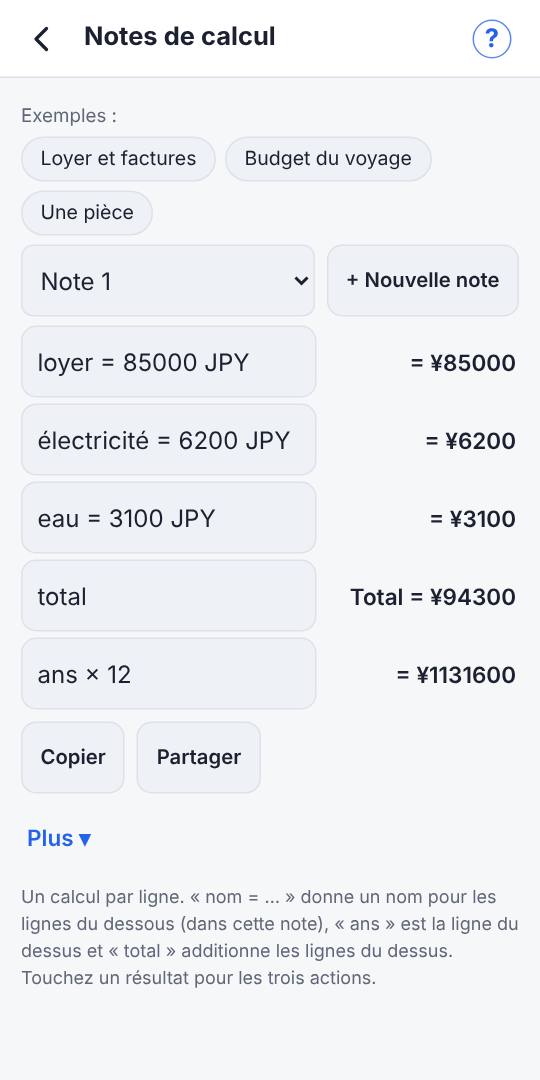 Notes de calcul
?
Exemples :
Loyer et factures
Budget du voyage
Une pièce
Note 1
+ Nouvelle note
loyer = 85000 JPY
= ¥85000
électricité = 6200 JPY
= ¥6200
eau = 3100 JPY
= ¥3100
total
Total = ¥94300
ans × 12
= ¥1131600
Copier
Partager
Plus ▾
Un calcul par ligne. « nom = … » donne un nom pour les
lignes du dessous (dans cette note), « ans » est la ligne du
dessus et « total » additionne les lignes du dessus.
Touchez un résultat pour les trois actions.